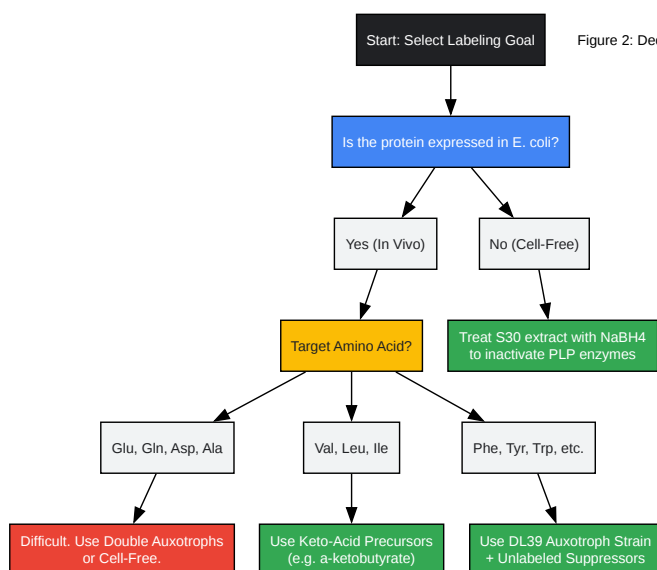 Start: Select Labeling Goal
Figure 2: Dec
Is the protein expressed in E. coli?
Yes (In Vivo)
No (Cell-Free)
Target Amino Acid?
Treat S30 extract with NaBH4
to inactivate PLP enzymes
Glu, Gln, Asp, Ala
Val, Leu, Ile
Phe, Tyr, Trp, etc.
Difficult. Use Double Auxotrophs
or Cell-Free.
Use Keto-Acid Precursors
(e.g. a-ketobutyrate)
Use DL39 Auxotroph Strain
+ Unlabeled Suppressors